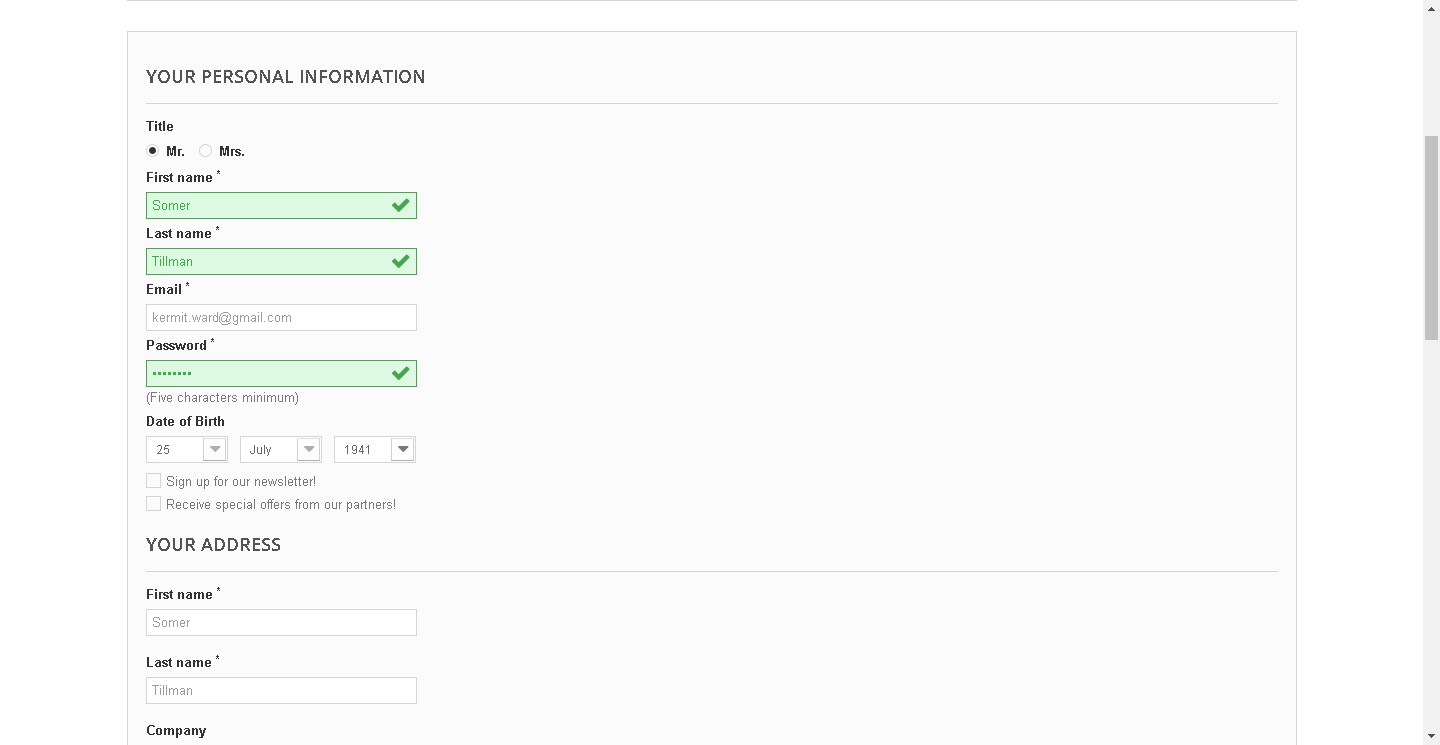 YOUR PERSONAL INFORMATION
Title
Mr. Mrs.
First name *
Somer
Last name *
Tillman
Email *
kermit.ward@gmail.com
Password *
••••••••
(Five characters minimum)
Date of Birth
25 July 1941
Sign up for our newsletter!
Receive special offers from our partners!
YOUR ADDRESS
First name *
Somer
Last name *
Tillman
Company